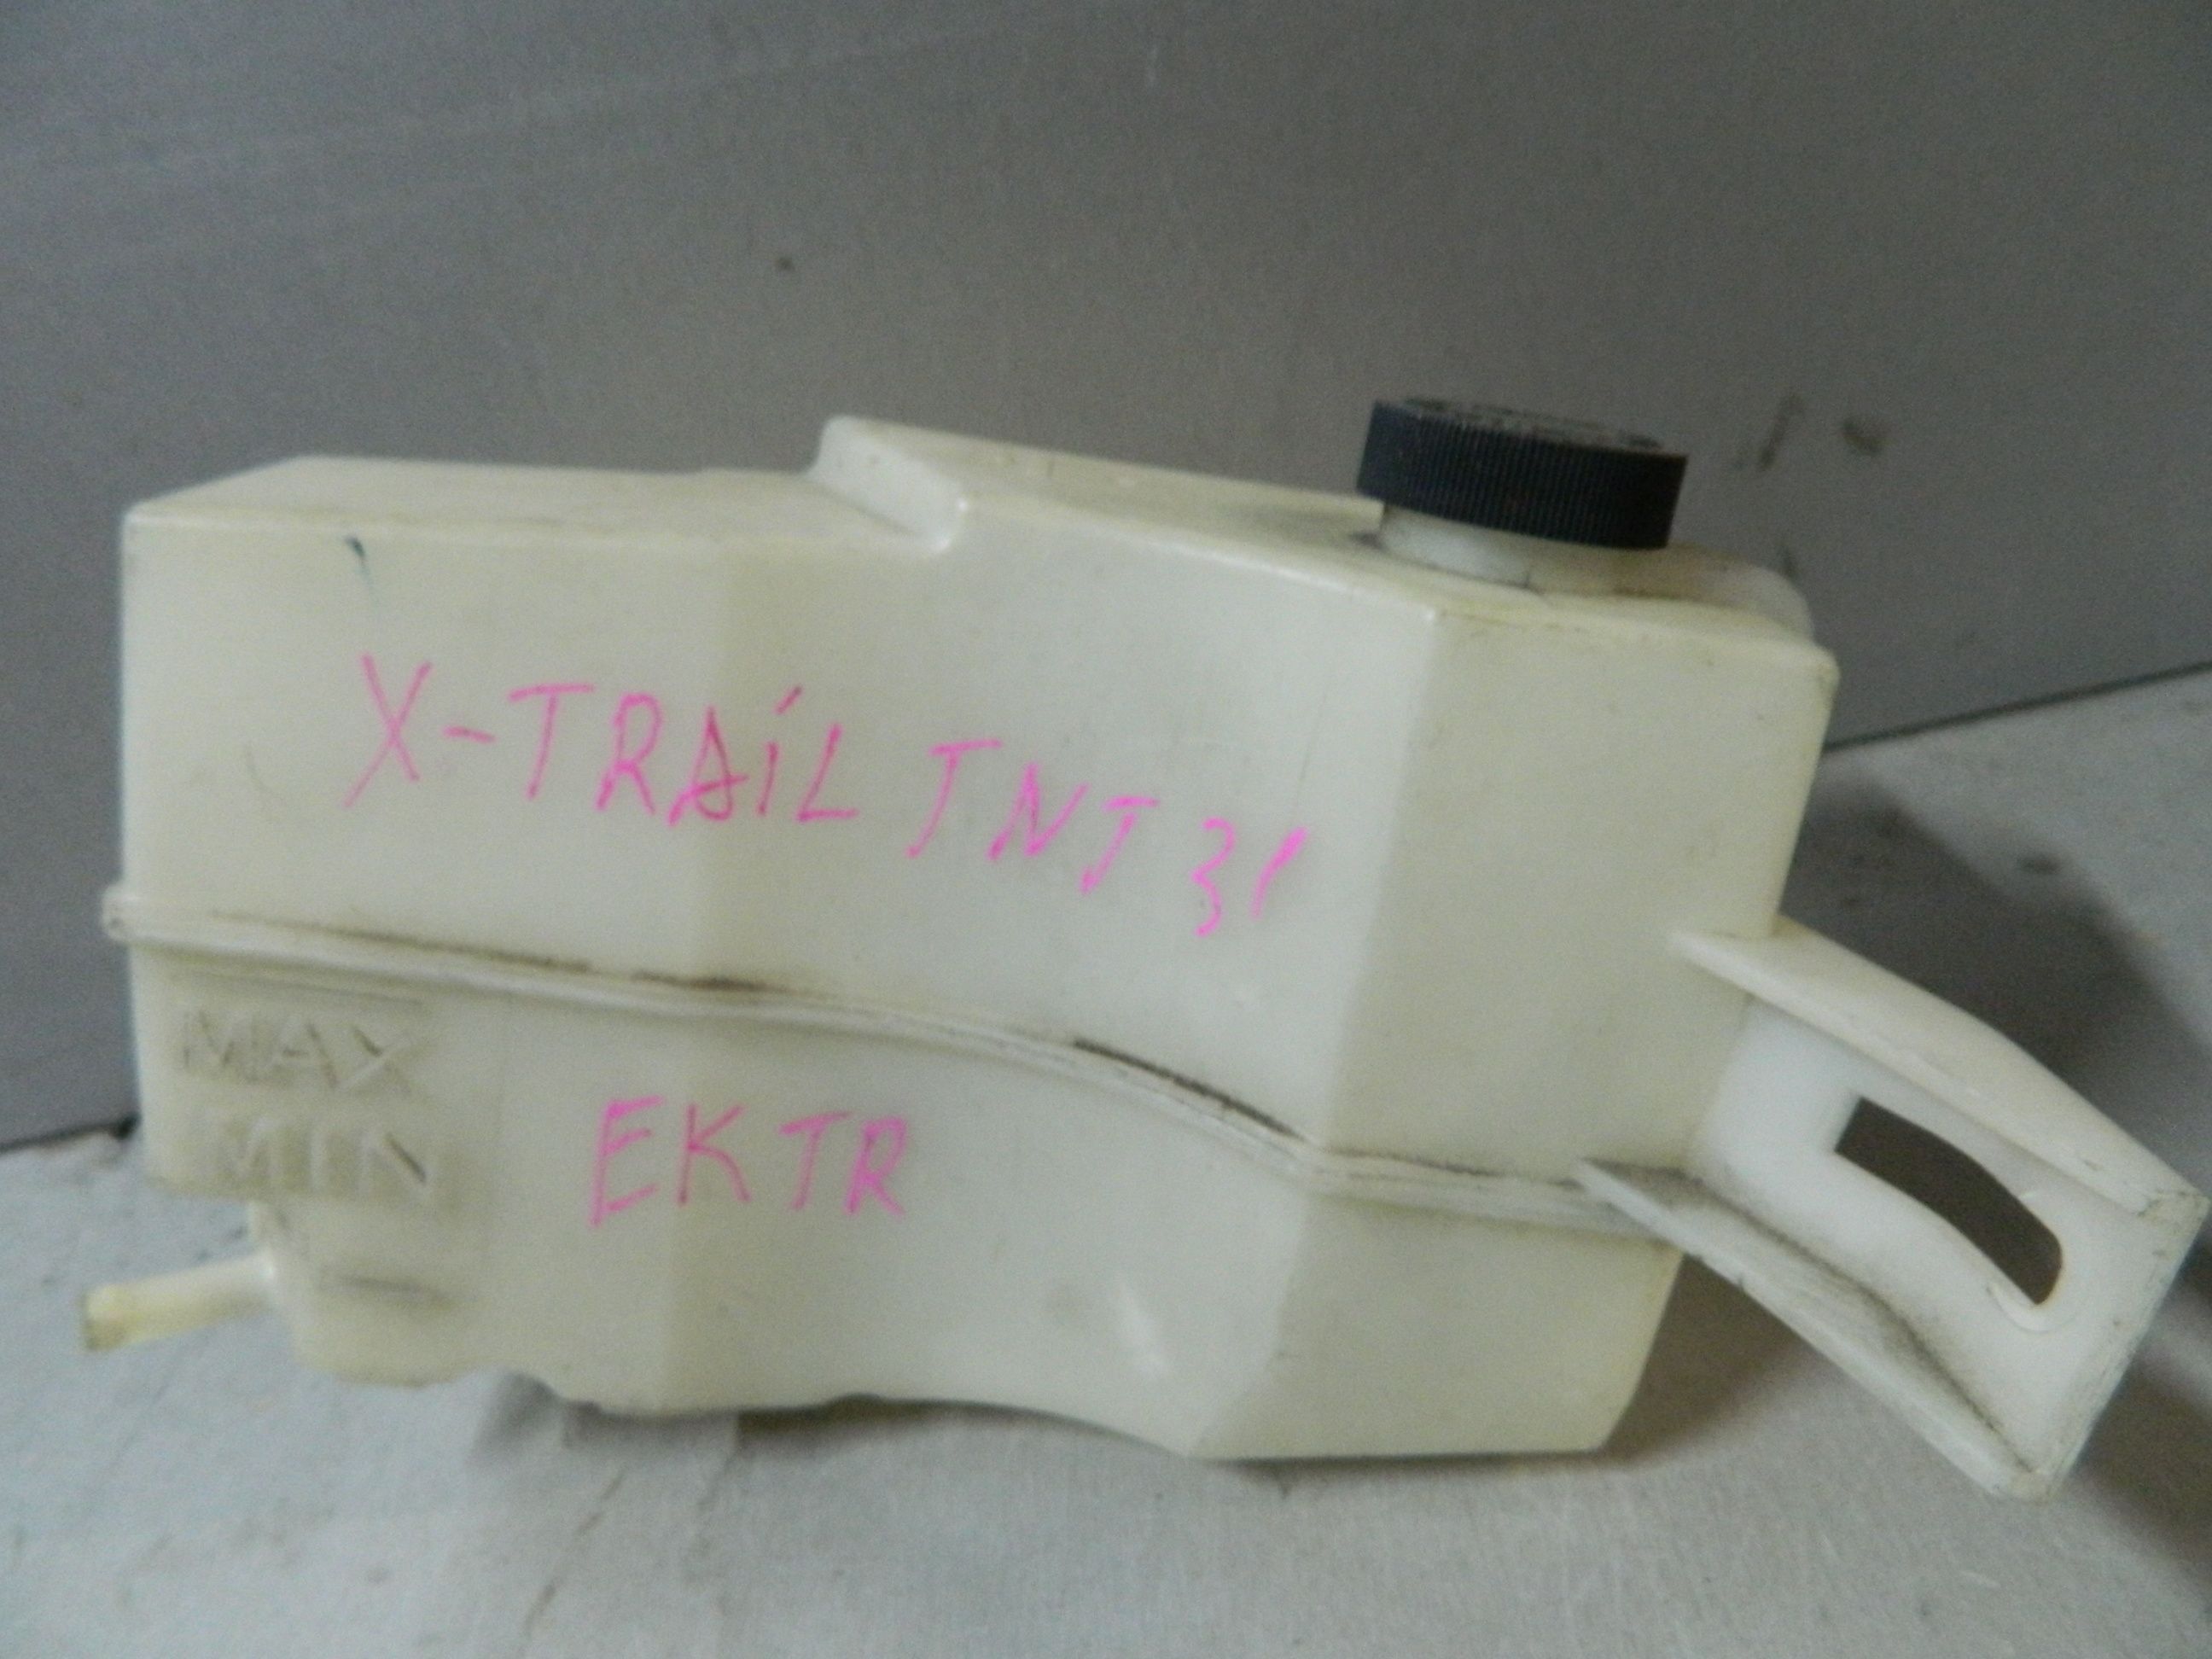 X-TRAiL TNT31
MAX
MIN
EKTR